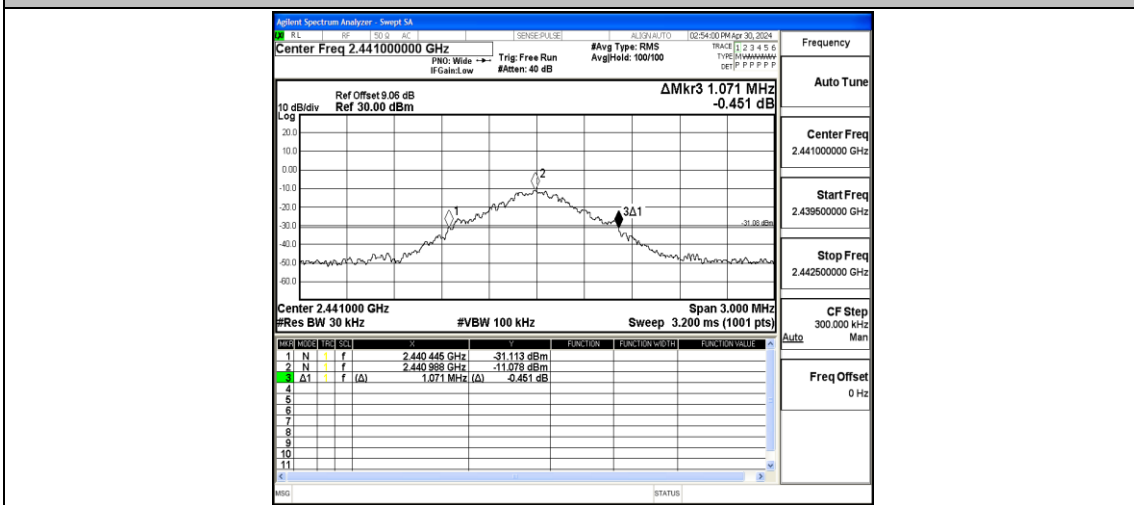 Agilent Spectrum Analyzer - Swept SA
RL RF 50 Ω AC SENSE:PULSE ALIGN AUTO 02:54:00 PM Apr 30, 2024
Center Freq 2.441000000 GHz
PNO: Wide
IFGain:Low
Trig: Free Run
#Atten: 40 dB
#Avg Type: RMS
Avg|Hold: 100/100
TRACE 1 2 3 4 5 6
TYPE MWWWWW
DET P P P P P P
Frequency
Auto Tune
Center Freq
2.441000000 GHz
Start Freq
2.439500000 GHz
Stop Freq
2.442500000 GHz
CF Step
300.000 kHz
Auto Man
Freq Offset
0 Hz
ΔMkr3 1.071 MHz
-0.451 dB
Ref Offset 9.06 dB
10 dB/div Ref 30.00 dBm
Log
20.0
10.0
0.00
-10.0
-20.0
-30.0
-40.0
-50.0
-60.0
1
2
3Δ1
-31.08 dBm
Center 2.441000 GHz Span 3.000 MHz
#Res BW 30 kHz #VBW 100 kHz Sweep 3.200 ms (1001 pts)
MKR MODE TRC SCL X Y FUNCTION FUNCTION WIDTH FUNCTION VALUE
1 N 1 f 2.440 445 GHz -31.113 dBm
2 N 1 f 2.440 988 GHz -11.078 dBm
3 Δ1 1 f (Δ) 1.071 MHz (Δ) -0.451 dB
4
5
6
7
8
9
10
11
MSG STATUS